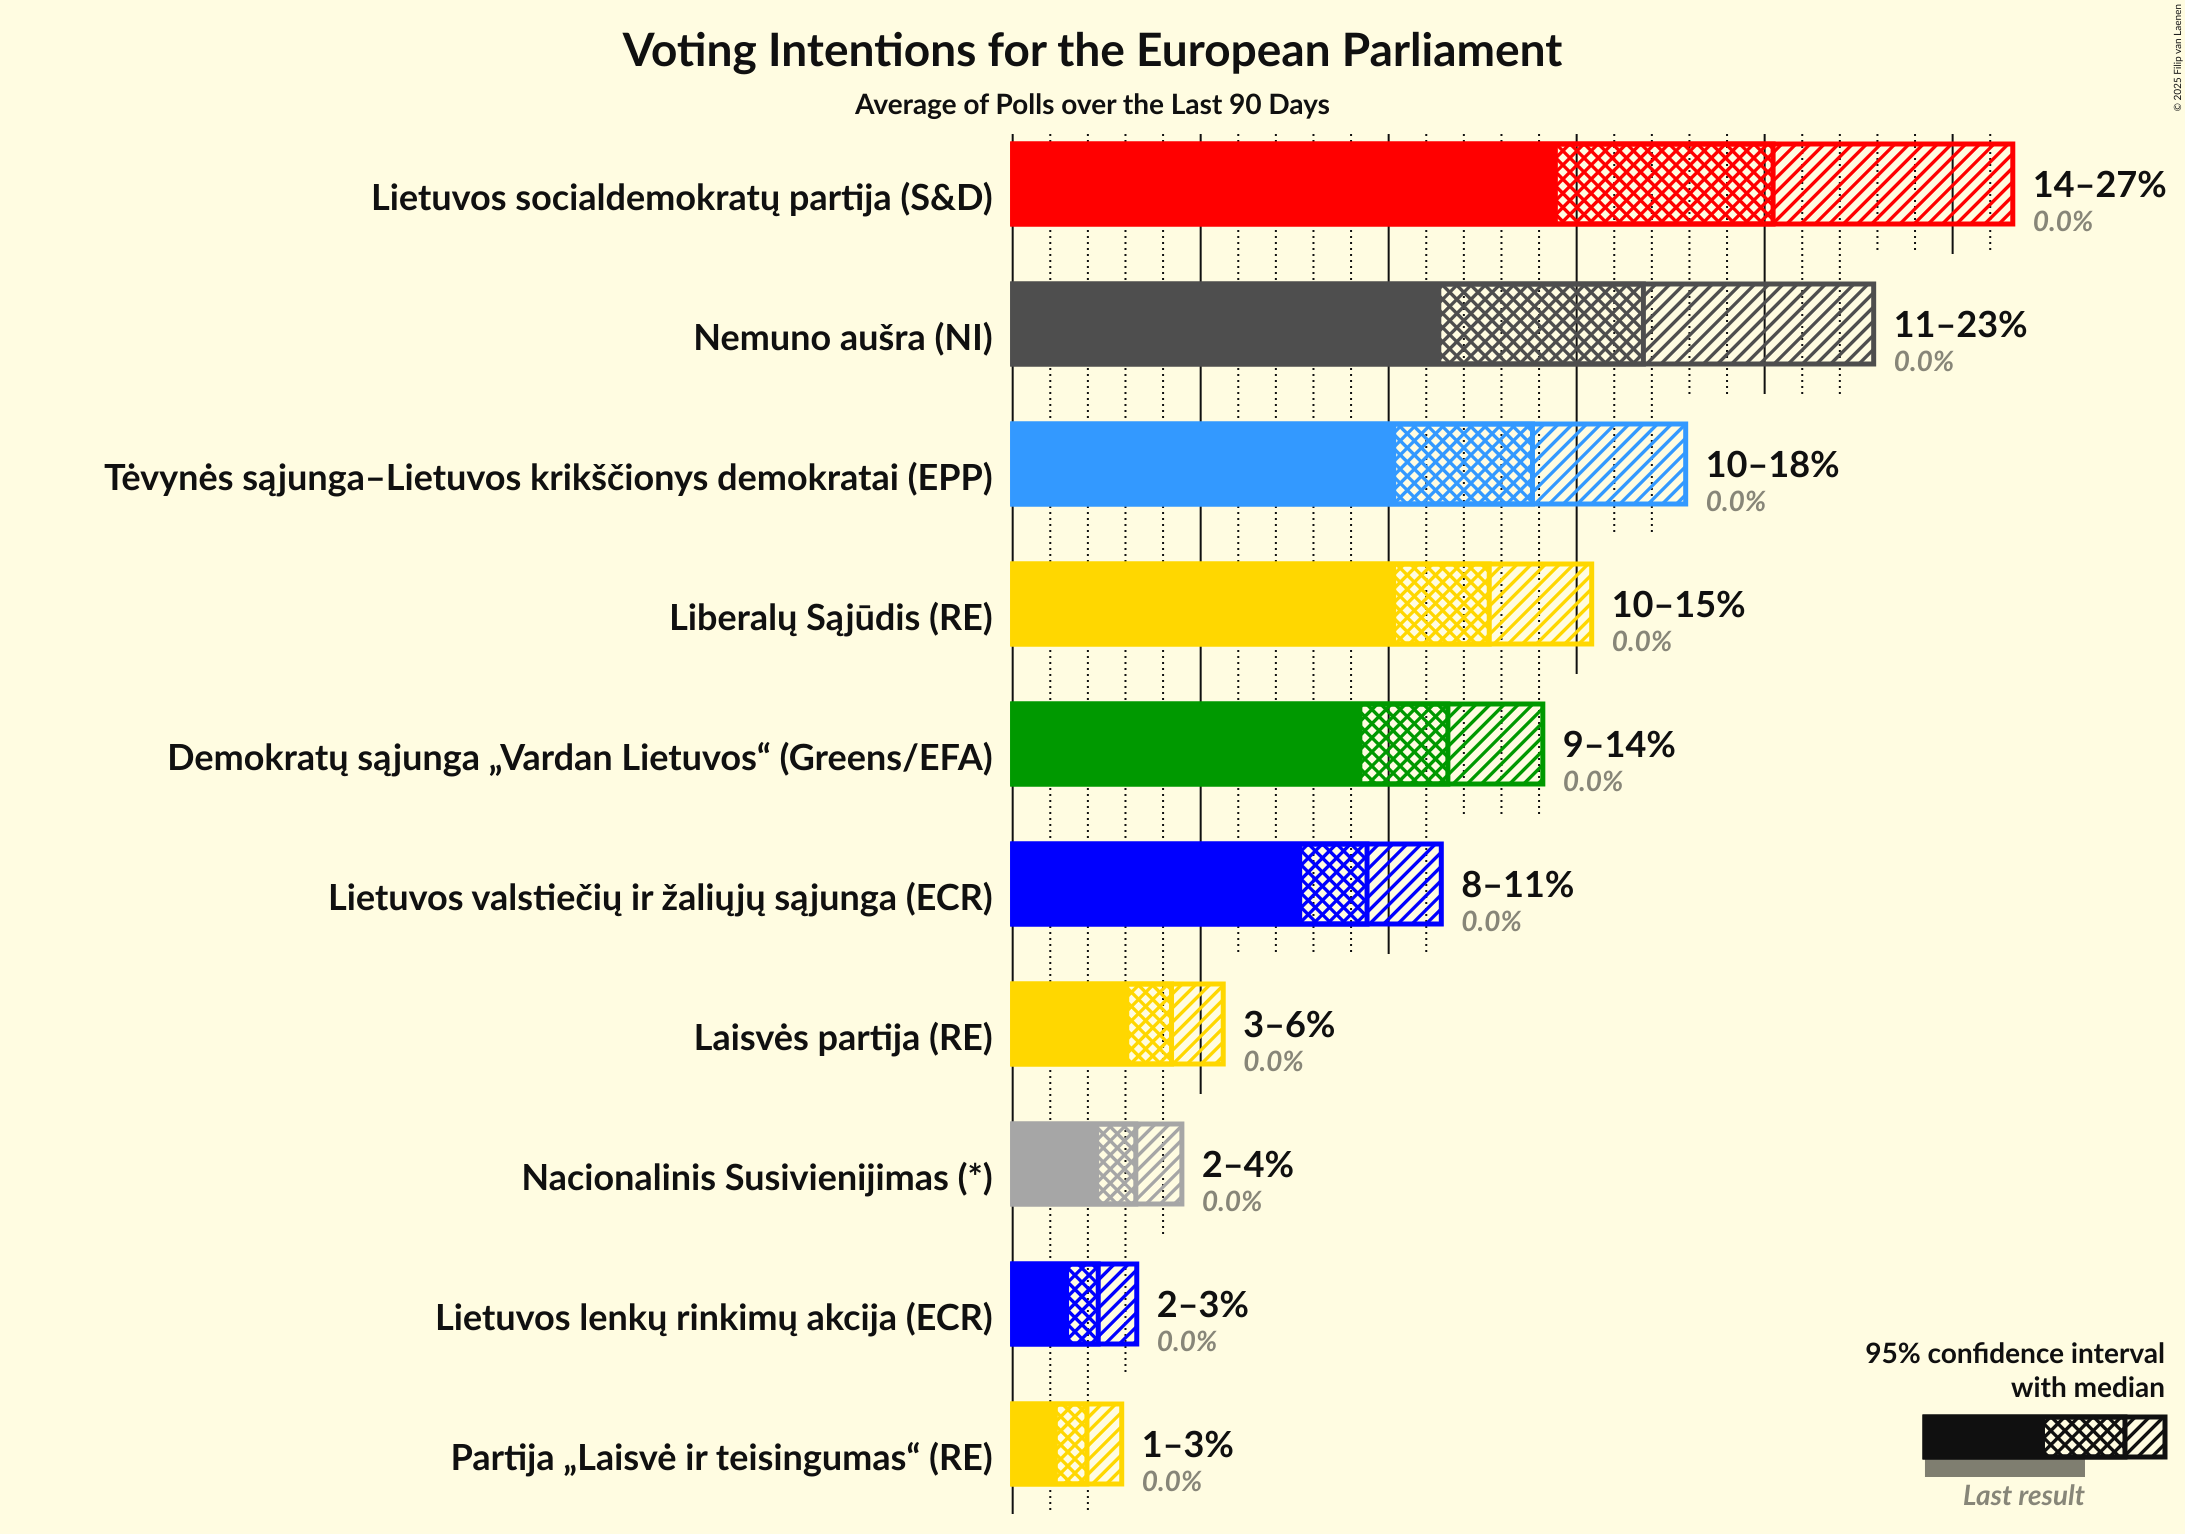 Voting Intentions for the European Parliament
Average of Polls over the Last 90 Days
© 2025 Filip van Laenen
Lietuvos socialdemokratų partija (S&D)
14–27%
0.0%
Nemuno aušra (NI)
11–23%
0.0%
Tėvynės sąjunga–Lietuvos krikščionys demokratai (EPP)
10–18%
0.0%
Liberalų Sąjūdis (RE)
10–15%
0.0%
Demokratų sąjunga „Vardan Lietuvos“ (Greens/EFA)
9–14%
0.0%
Lietuvos valstiečių ir žaliųjų sąjunga (ECR)
8–11%
0.0%
Laisvės partija (RE)
3–6%
0.0%
Nacionalinis Susivienijimas (*)
2–4%
0.0%
Lietuvos lenkų rinkimų akcija (ECR)
2–3%
0.0%
Partija „Laisvė ir teisingumas“ (RE)
1–3%
0.0%
95% confidence interval
with median
Last result